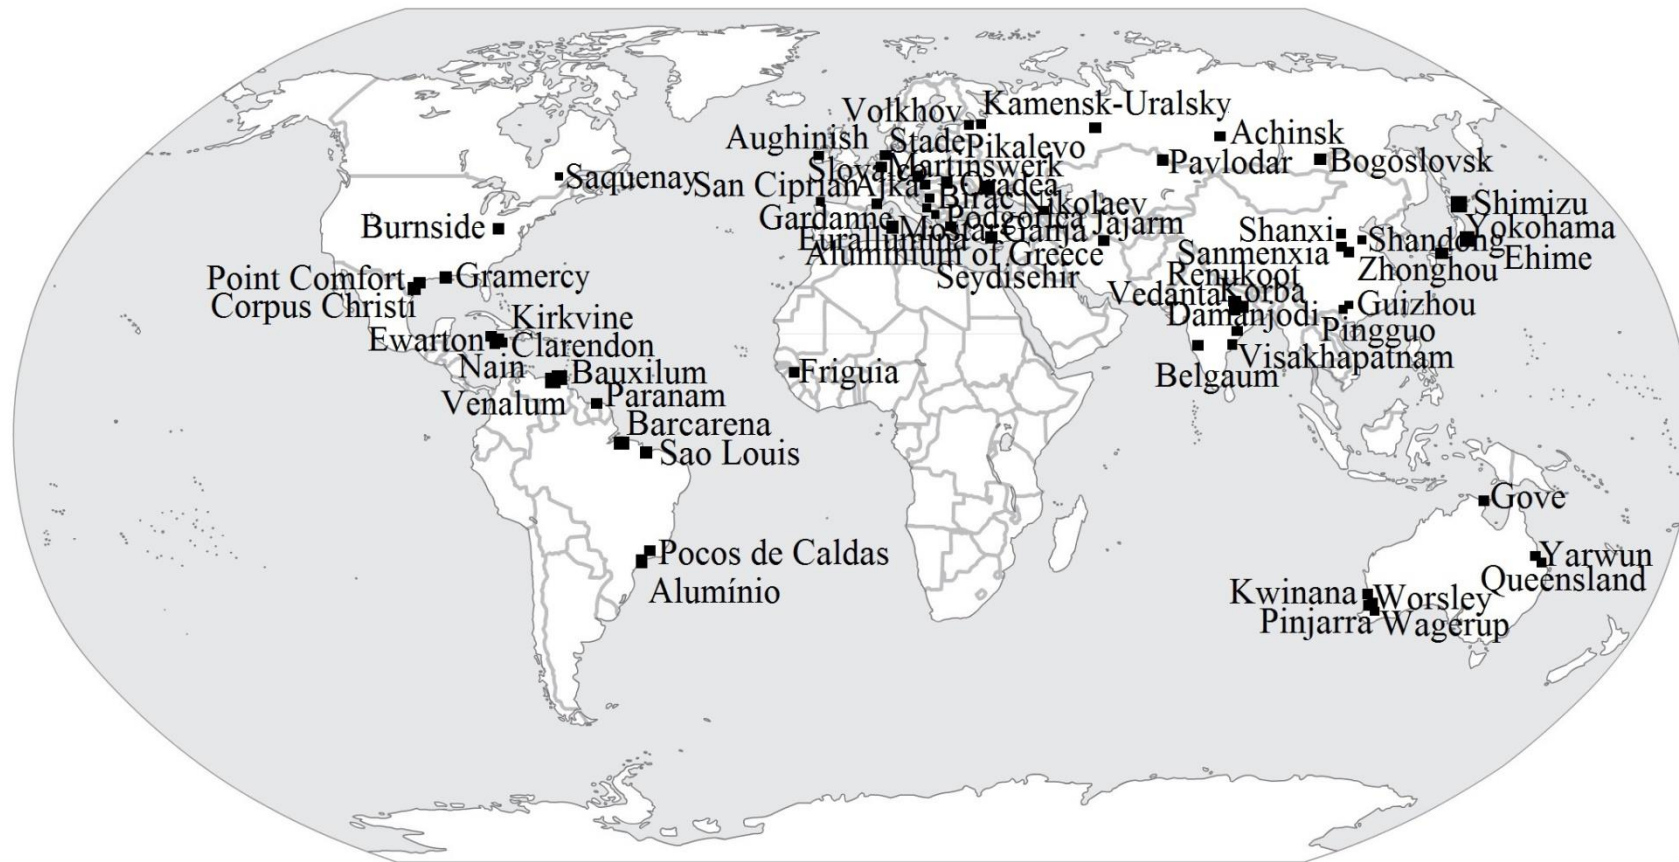 Volkhov
Kamensk-Uralsky
Aughinish
Stade
Pikalevo
Achinsk
Slovalco
Martinswerk
Pavlodar
Bogoslovsk
Saquenay
San Ciprian
Ajka
Oradea
Birac
Nikolaev
Shimizu
Burnside
Gardanne
Podgorica
Eurallumina
Mostar
Ganja
Jajarm
Shanxi
Shandong
Yokohama
Aluminium of Greece
Sanmenxia
Ehime
Point Comfort
Gramercy
Seydisehir
Renukoot
Zhonghou
Corpus Christi
Vedanta
Korba
Guizhou
Kirkvine
Damanjodi
Pingguo
Ewarton
Clarendon
Visakhapatnam
Nain
Bauxilum
Friguia
Belgaum
Venalum
Paranam
Barcarena
Sao Louis
Gove
Pocos de Caldas
Yarwun
Alumínio
Queensland
Kwinana
Worsley
Pinjarra
Wagerup